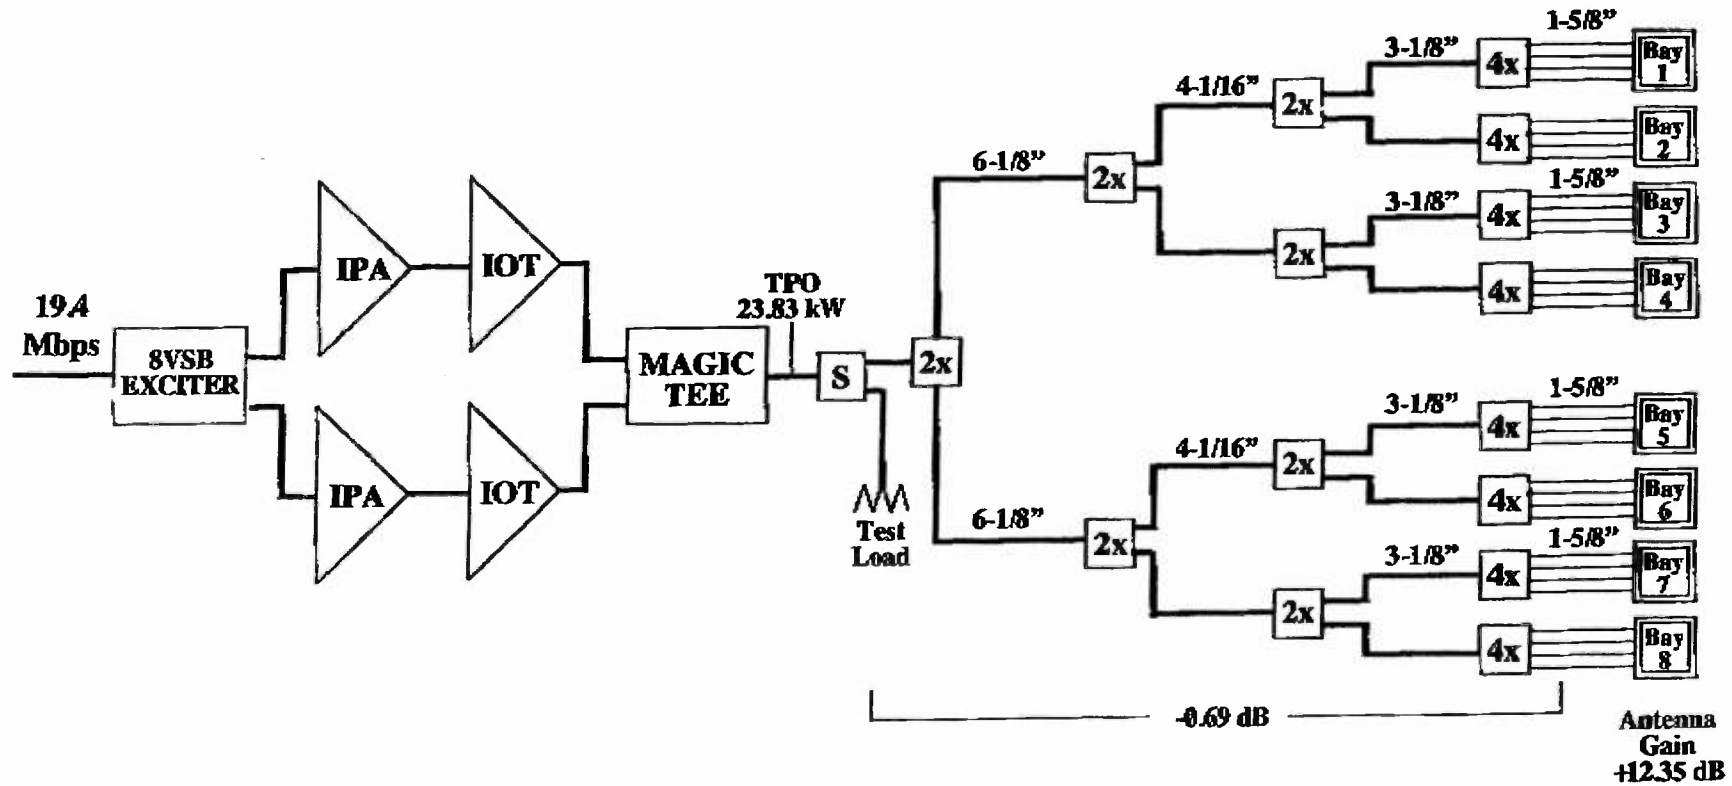 19.4
Mbps
8VSB
EXCITER
IPA
IOT
IPA
IOT
MAGIC
TEE
TPO
23.83 kW
S
Test
Load
2x
6-1/8”
6-1/8”
2x
2x
4-1/16”
4-1/16”
2x
2x
2x
2x
3-1/8”
3-1/8”
3-1/8”
3-1/8”
4x
4x
4x
4x
4x
4x
4x
4x
1-5/8”
1-5/8”
1-5/8”
1-5/8”
Bay
1
Bay
2
Bay
3
Bay
4
Bay
5
Bay
6
Bay
7
Bay
8
-0.69 dB
Antenna
Gain
+12.35 dB